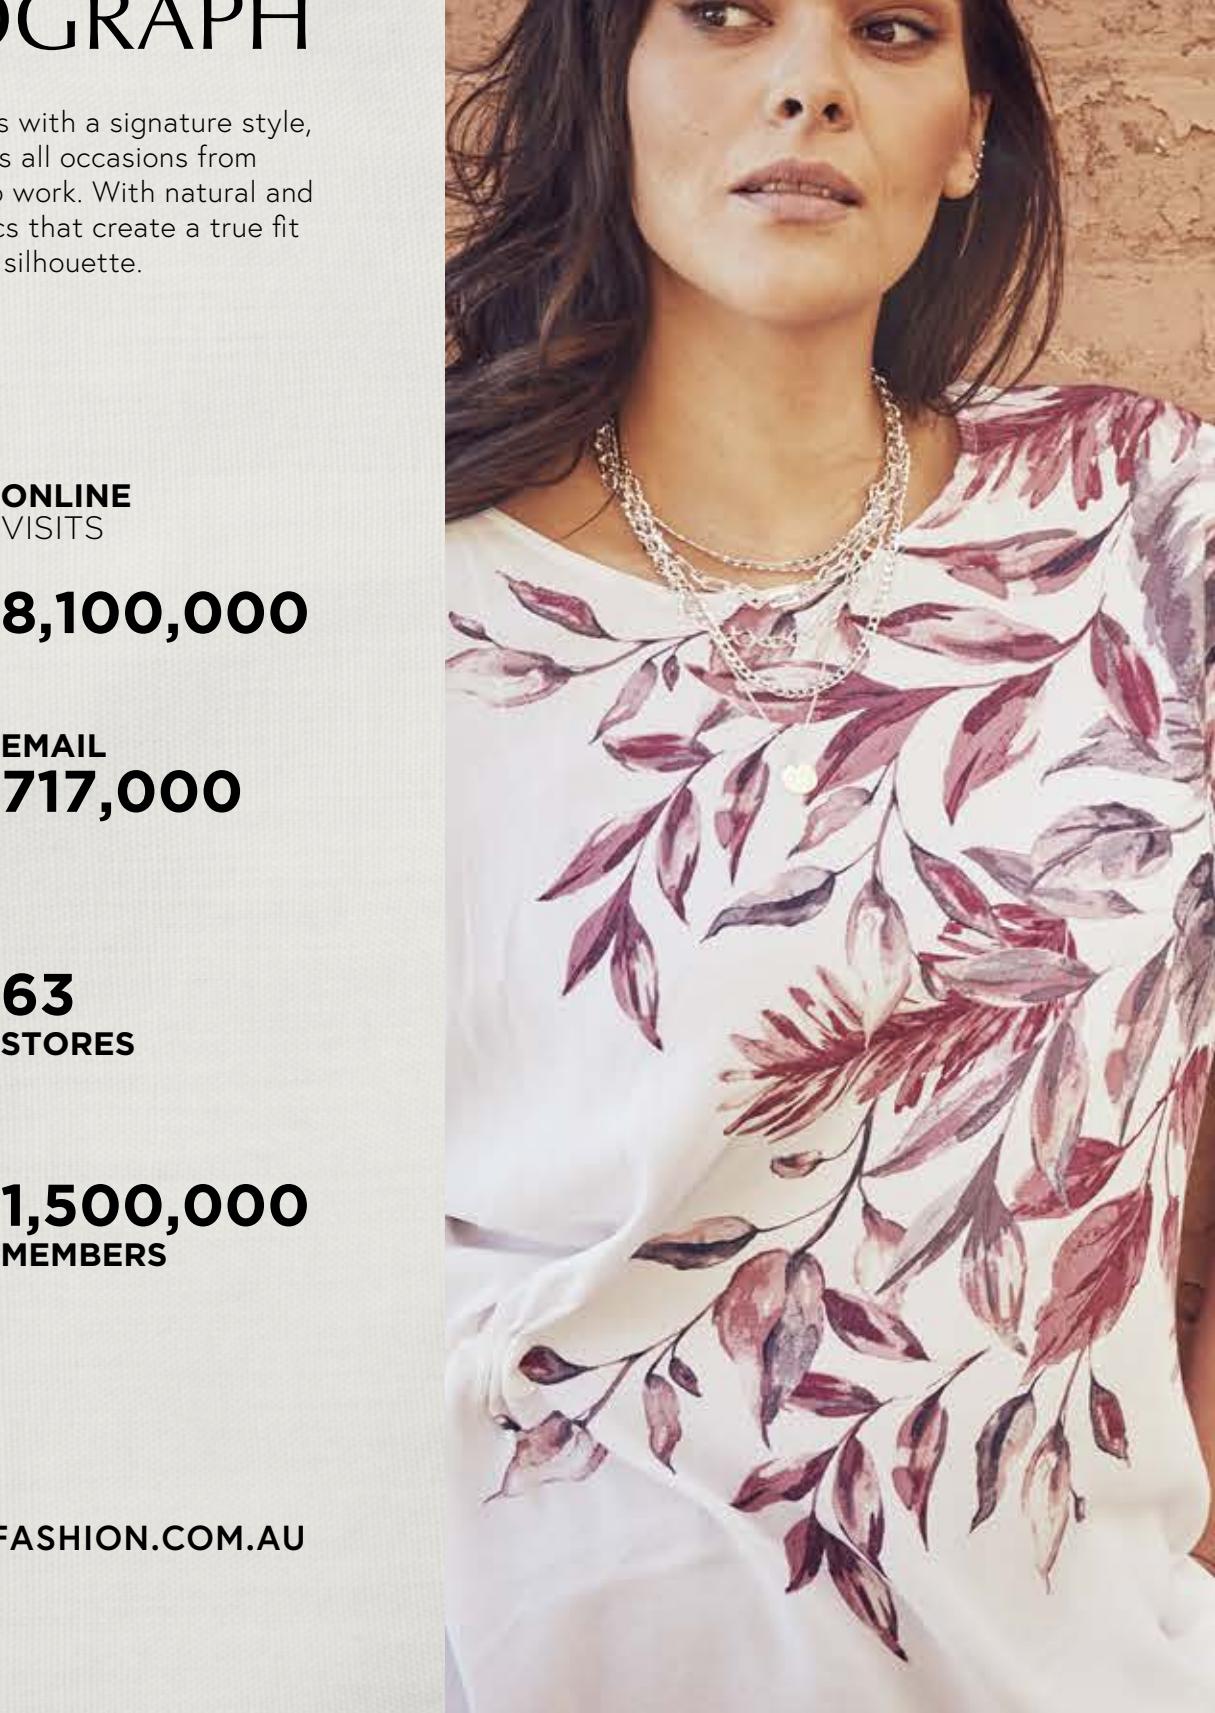 OGRAPH
s with a signature style,
s all occasions from
o work. With natural and
cs that create a true fit
silhouette.
ONLINE
VISITS
8,100,000
EMAIL
717,000
63
STORES
1,500,000
MEMBERS
FASHION.COM.AU